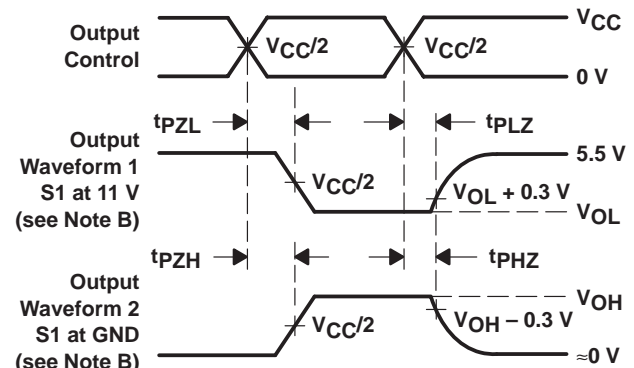 Output
Control
VCC/2
VCC/2
VCC
0 V
tPZL
tPLZ
Output
Waveform 1
S1 at 11 V
(see Note B)
VCC/2
5.5 V
VOL + 0.3 V
VOL
tPZH
tPHZ
Output
Waveform 2
S1 at GND
(see Note B)
VCC/2
VOH
VOH – 0.3 V
≈0 V